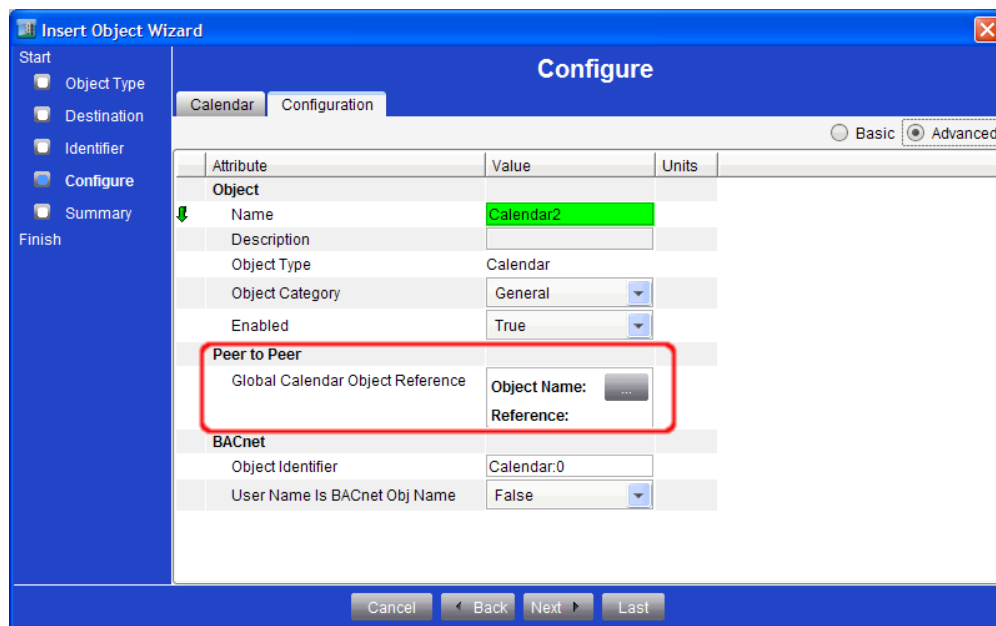 Insert Object Wizard
Start
Object Type
Destination
Identifier
Configure
Summary
Finish
Configure
Calendar Configuration
Basic Advanced
Attribute Value Units
Object
Name Calendar2
Description
Object Type Calendar
Object Category General
Enabled True
Peer to Peer
Global Calendar Object Reference Object Name: ...
Reference:
BACnet
Object Identifier Calendar:0
User Name Is BACnet Obj Name False
Cancel Back Next Last